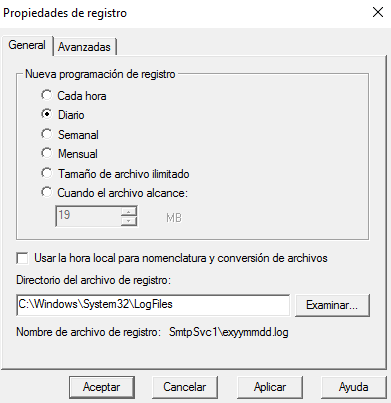 Propiedades de registro
General Avanzadas
Nueva programación de registro
Cada hora
Diario
Semanal
Mensual
Tamaño de archivo ilimitado
Cuando el archivo alcance:
19 MB
Usar la hora local para nomenclatura y conversión de archivos
Directorio del archivo de registro:
C:\Windows\System32\LogFiles Examinar...
Nombre de archivo de registro: SmtpSvc1\exyymmdd.log
Aceptar Cancelar Aplicar Ayuda